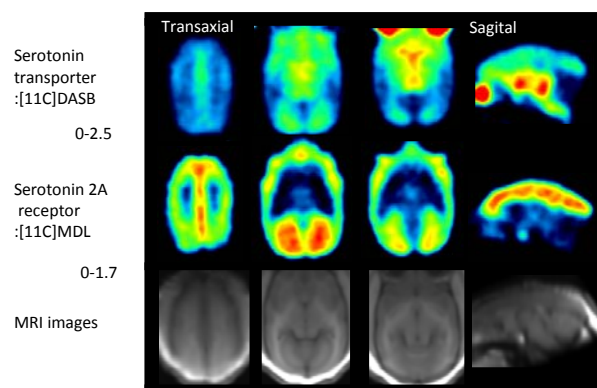 Transaxial
Sagital
Serotonin
transporter
:[11C]DASB
0-2.5
Serotonin 2A
receptor
:[11C]MDL
0-1.7
MRI images